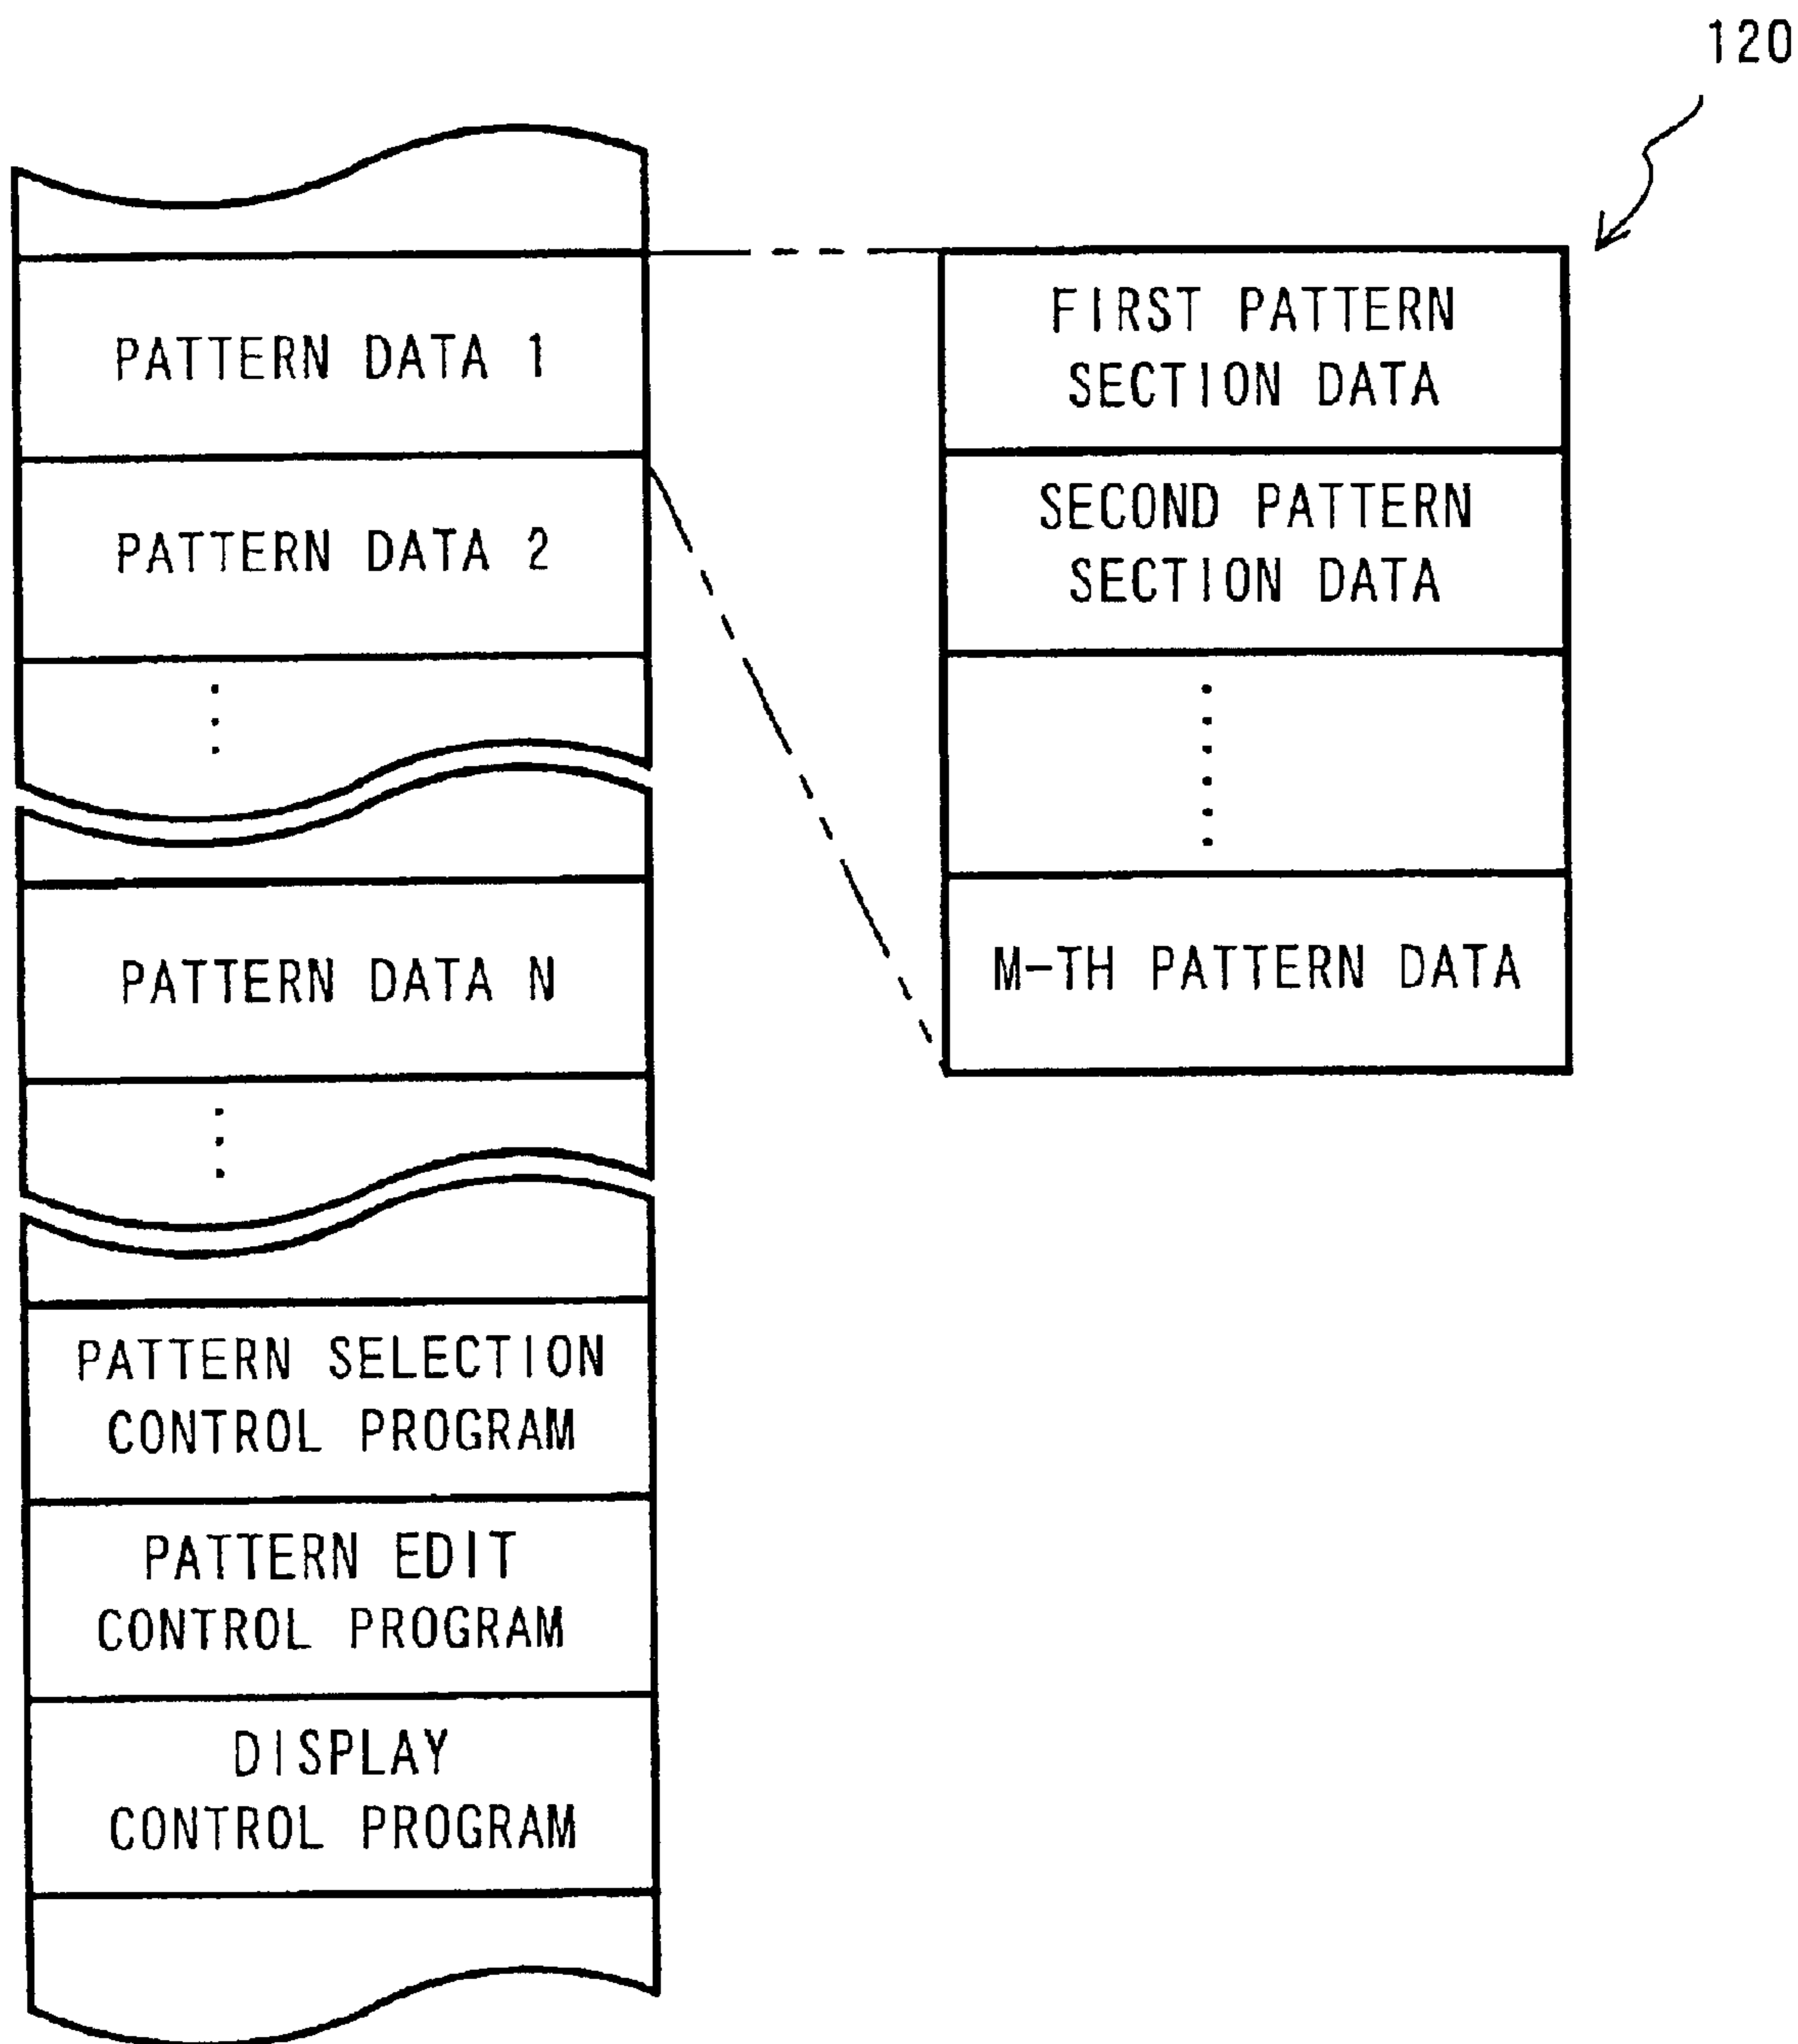 120
PATTERN DATA 1
PATTERN DATA 2
PATTERN DATA N
PATTERN SELECTION
CONTROL PROGRAM
PATTERN EDIT
CONTROL PROGRAM
DISPLAY
CONTROL PROGRAM
FIRST PATTERN
SECTION DATA
SECOND PATTERN
SECTION DATA
M-TH PATTERN DATA